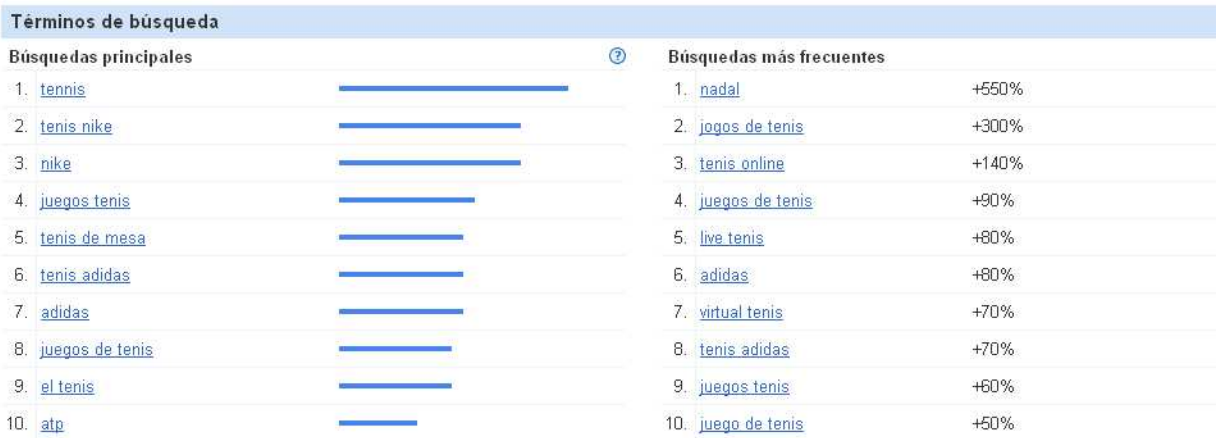 Términos de búsqueda
Búsquedas principales ?
1. tennis
2. tenis nike
3. nike
4. juegos tenis
5. tenis de mesa
6. tenis adidas
7. adidas
8. juegos de tenis
9. el tenis
10. atp
Búsquedas más frecuentes
1. nadal +550%
2. jogos de tenis +300%
3. tenis online +140%
4. juegos de tenis +90%
5. live tenis +80%
6. adidas +80%
7. virtual tenis +70%
8. tenis adidas +70%
9. juegos tenis +60%
10. juego de tenis +50%